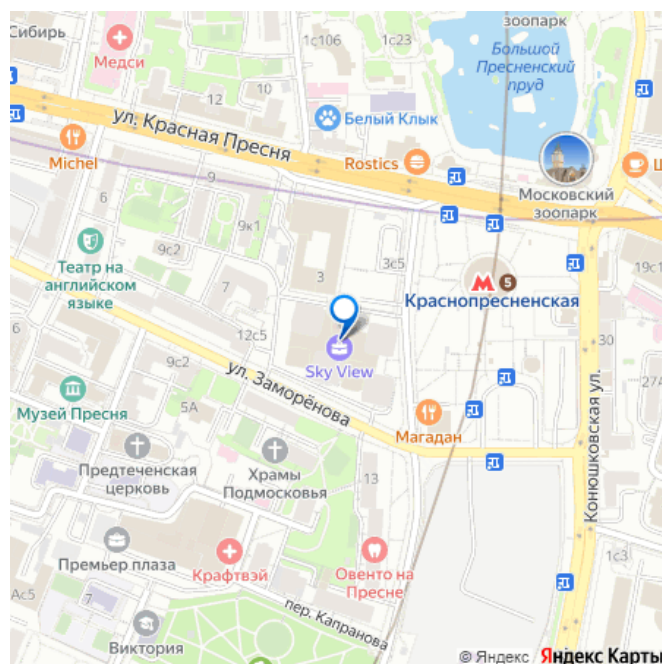 зоопарк
Сибирь
1с106
1с23
Большой
Пресненский
пруд
Медси
12
10
ул. Красная Пресня
Белый Клык
Michel
Rostics
9
6
Московский
зоопарк
9к1
3с5
19с1
9с2
Театр на
английском
языке
7
3
5
Краснопресненская
12с5
Sky View
9с2
ул. Заморёнова
27А
Музей Пресня
5А
Магадан
Конюшковская ул.
Предтеченская
церковь
Храмы
Подмосковья
13
Премьер плаза
Крафтвэй
Овенто на
Пресне
1с3
Ас5
7
пер. Капранова
Виктория
© Яндекс Яндекс Карты